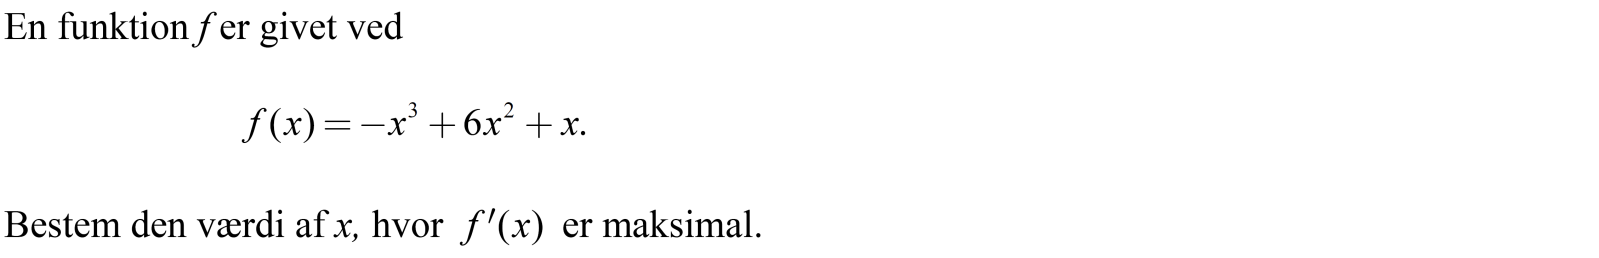 En funktion f er givet ved
f(x) = −x³ + 6x² + x.
Bestem den værdi af x, hvor f′(x) er maksimal.